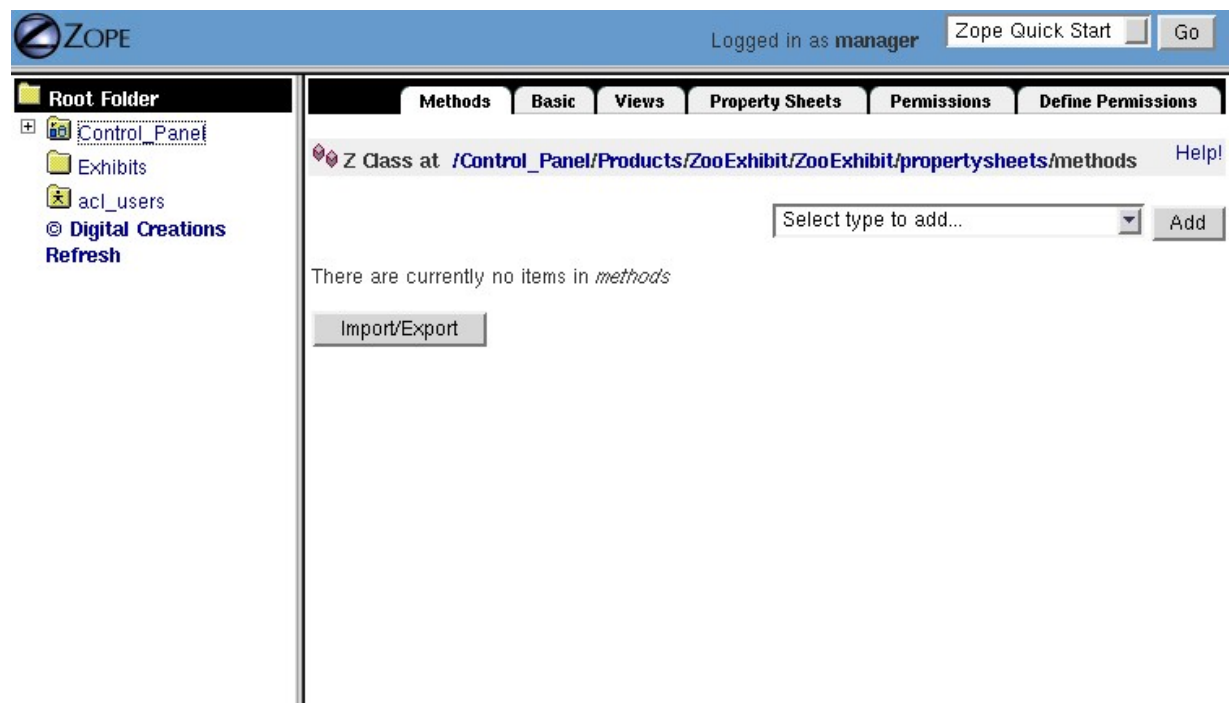 ZOPE
Logged in as manager
Zope Quick Start
Go
Root Folder
Control_Panel
Exhibits
acl_users
© Digital Creations
Refresh
Methods Basic Views Property Sheets Permissions Define Permissions
Z Class at /Control_Panel/Products/ZooExhibit/ZooExhibit/propertysheets/methods
Help!
Select type to add...
Add
There are currently no items in methods
Import/Export